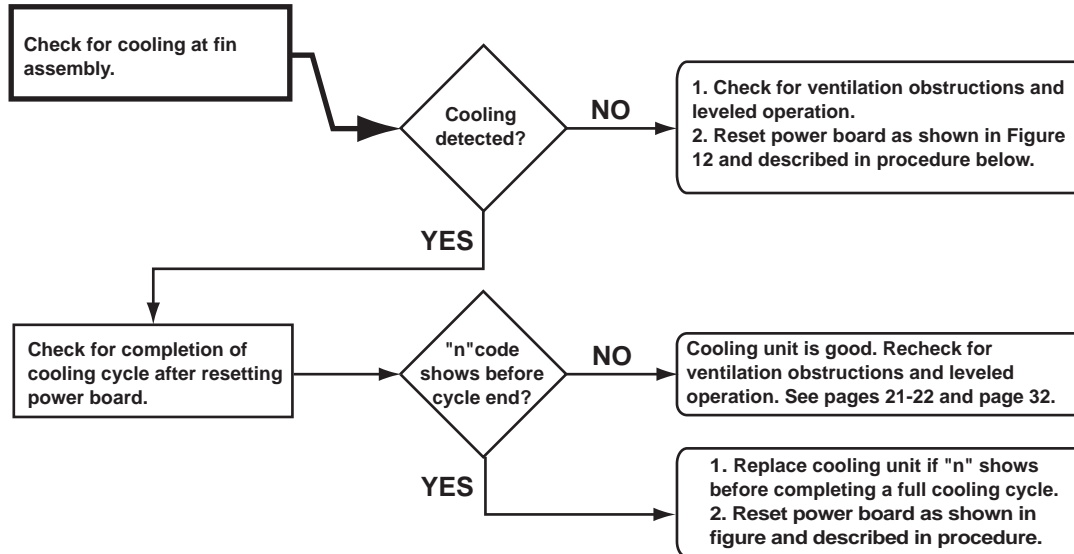 Check for cooling at fin
assembly.
Cooling
detected?
NO
1. Check for ventilation obstructions and
leveled operation.
2. Reset power board as shown in Figure
12 and described in procedure below.
YES
Check for completion of
cooling cycle after resetting
power board.
"n"code
shows before
cycle end?
NO
Cooling unit is good. Recheck for
ventilation obstructions and leveled
operation. See pages 21-22 and page 32.
YES
1. Replace cooling unit if "n" shows
before completing a full cooling cycle.
2. Reset power board as shown in
figure and described in procedure.